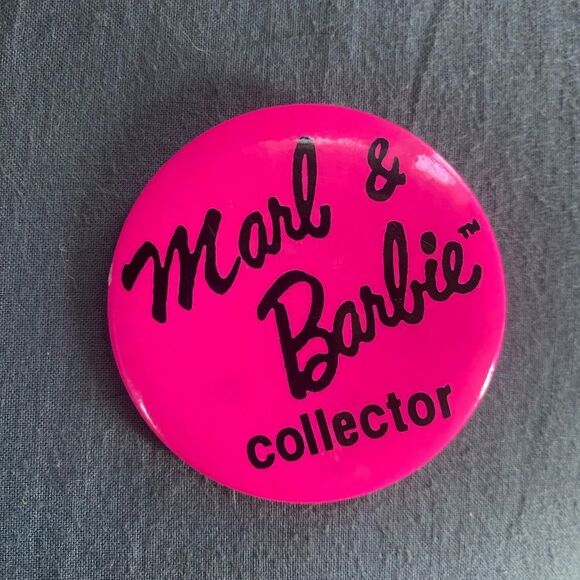 Marl &
Barbie™
collector